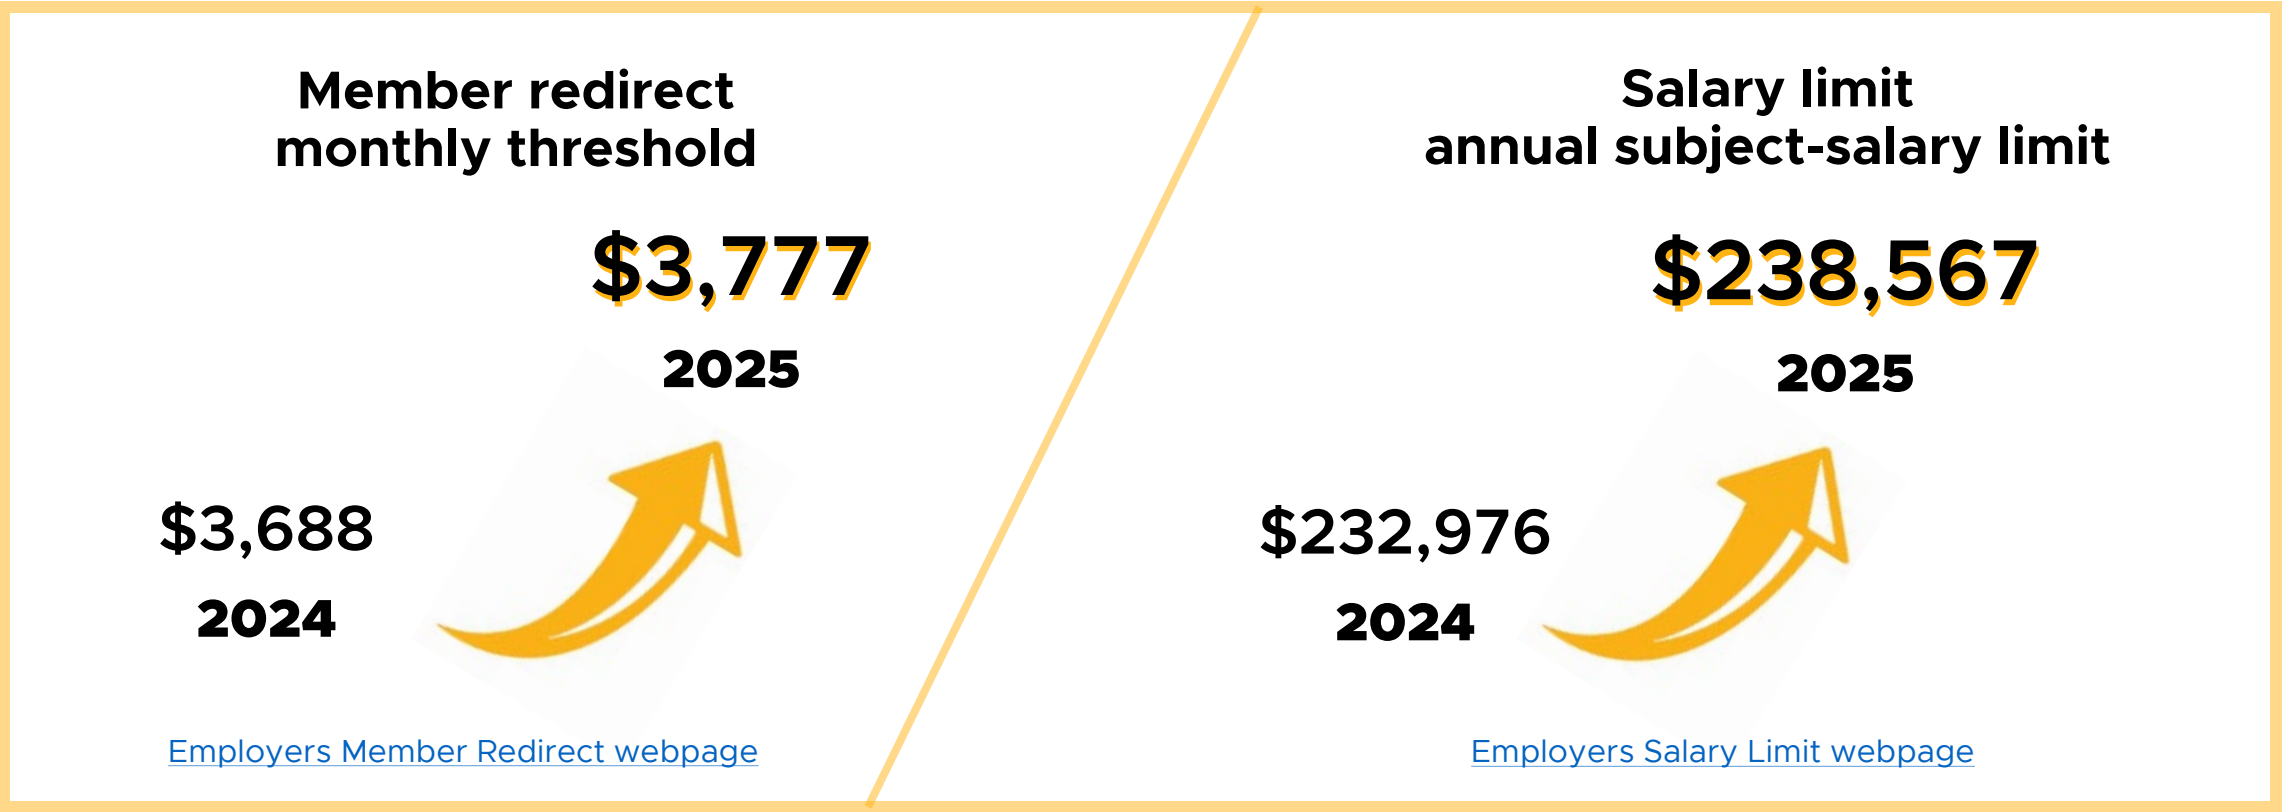 Member redirect
monthly threshold
$3,777
2025
$3,688
2024
Employers Member Redirect webpage
Salary limit
annual subject-salary limit
$238,567
2025
$232,976
2024
Employers Salary Limit webpage